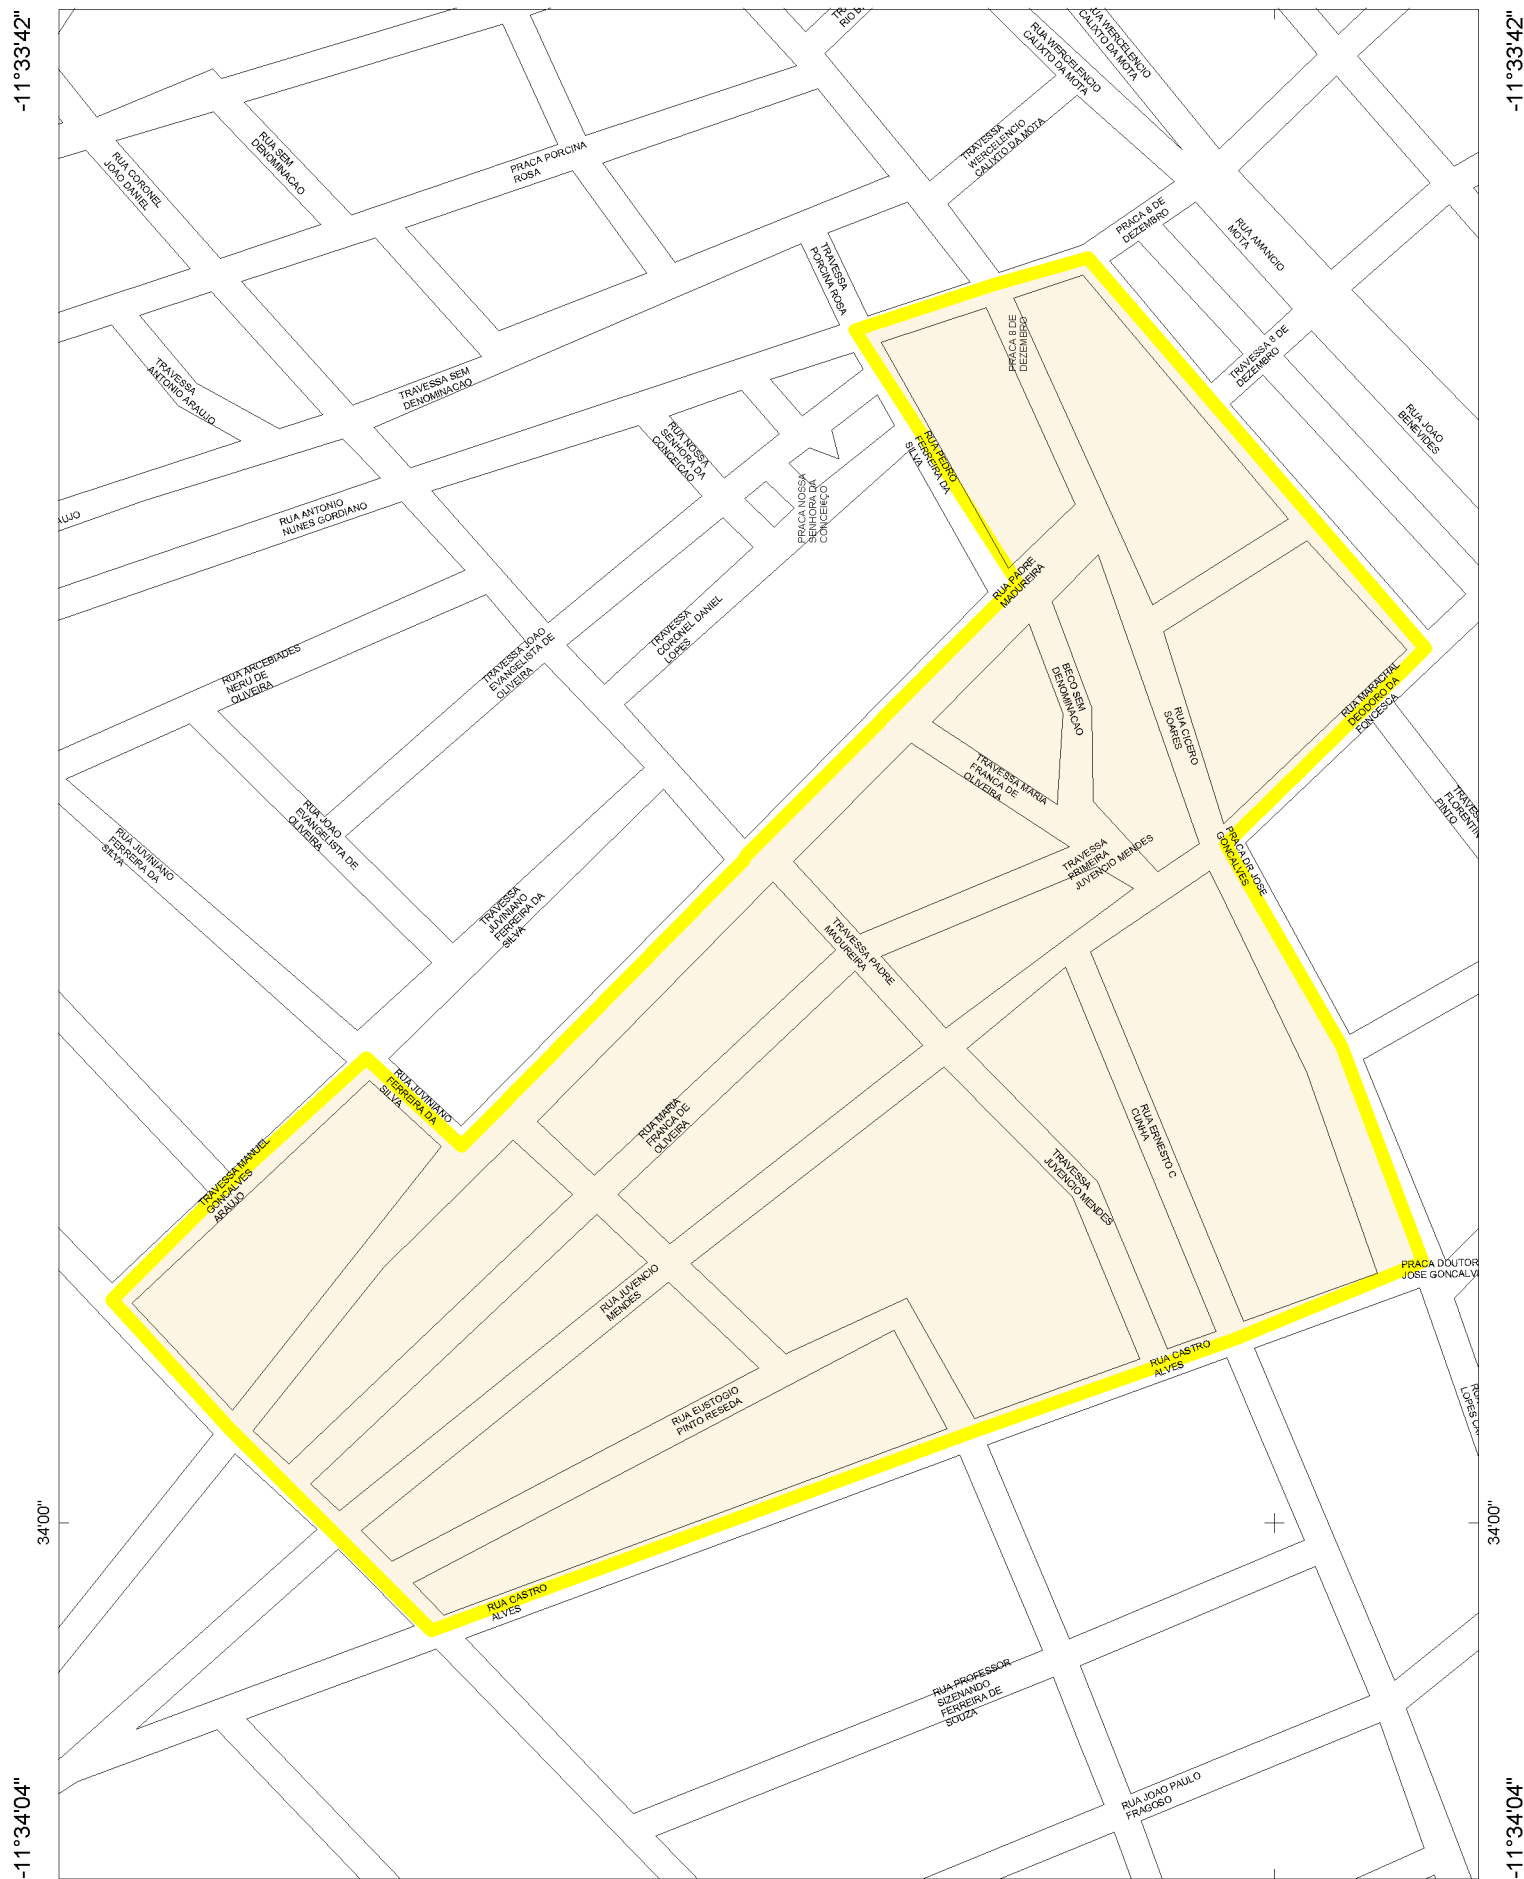 -11°33'42"
-11°33'42"
RUA WERCELENCIO
CALIXTO DA MOTA
RUA WERCELENCIO
CALIXTO DA MOTA
TRAVESSA
WERCELENCIO
CALIXTO DA MOTA
RUA SEM
DENOMINACAO
RUA CORONEL
JOAO DANIEL
PRACA PORCINA
ROSA
PRACA 8 DE
DEZEMBRO
RUA AMANCIO
MOTA
TRAVESSA
PORCINA ROSA
PRACA 8 DE
DEZEMBRO
TRAVESSA 8 DE
DEZEMBRO
TRAVESSA
ANTONIO ARAUJO
TRAVESSA SEM
DENOMINACAO
RUA JOAO
BENEVIDES
RUA NOSSA
SENHORA DA
CONCEICAO
RUA PEDRO
FERREIRA DA
SILVA
PRACA NOSSA
SENHORA DA
CONCEIÇO
AUJO
RUA ANTONIO
NUNES GORDIANO
RUA PADRE
MADUREIRA
TRAVESSA
CORONEL DANIEL
LOPES
TRAVESSA JOAO
EVANGELISTA DE
OLIVEIRA
RUA ARCEBIADES
NERU DE
OLIVEIRA
BECO SEM
DENOMINACAO
RUA CICERO
SOARES
RUA MARACHAL
DEODORO DA
FONCESCA
TRAVESSA MARIA
FRANCA DE
OLIVEIRA
FLORENTIN
PINTO
RUA JOAO
EVANGELISTA DE
OLIVEIRA
RUA JUVINIANO
FERREIRA DA
SILVA
PRACA DR JOSE
GONCALVES
TRAVESSA
PRIMEIRA
JUVENCIO MENDES
TRAVESSA
JUVINIANO
FERREIRA DA
SILVA
TRAVESSA PADRE
MADUREIRA
RUA JUVINIANO
FERREIRA DA
SILVA
RUA MARIA
FRANCA DE
OLIVEIRA
RUA ERNESTO C
CUNHA
TRAVESSA
JUVENCIO MENDES
TRAVESSA MANUEL
GONCALVES
ARAUJO
PRACA DOUTOR
JOSE GONCALV
RUA JUVENCIO
MENDES
RUA CASTRO
ALVES
RUA EUSTOGIO
PINTO RESEDA
34'00"
34'00"
RUA CASTRO
ALVES
RUA PROFESSOR
SIZENANDO
FERREIRA DE
SOUZA
RUA JOAO PAULO
FRAGOSO
-11°34'04"
-11°34'04"